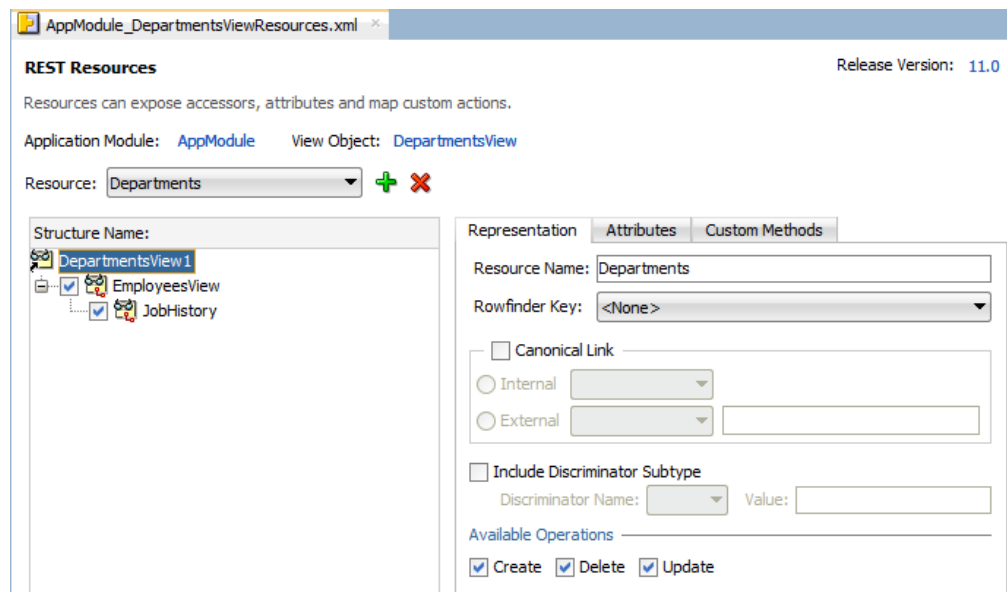 AppModule_DepartmentsViewResources.xml
REST Resources
Release Version: 11.0
Resources can expose accessors, attributes and map custom actions.
Application Module: AppModule View Object: DepartmentsView
Resource: Departments
Structure Name:
DepartmentsView1
EmployeesView
JobHistory
Representation Attributes Custom Methods
Resource Name: Departments
Rowfinder Key: <None>
Canonical Link
Internal
External
Include Discriminator Subtype
Discriminator Name: Value:
Available Operations
Create Delete Update